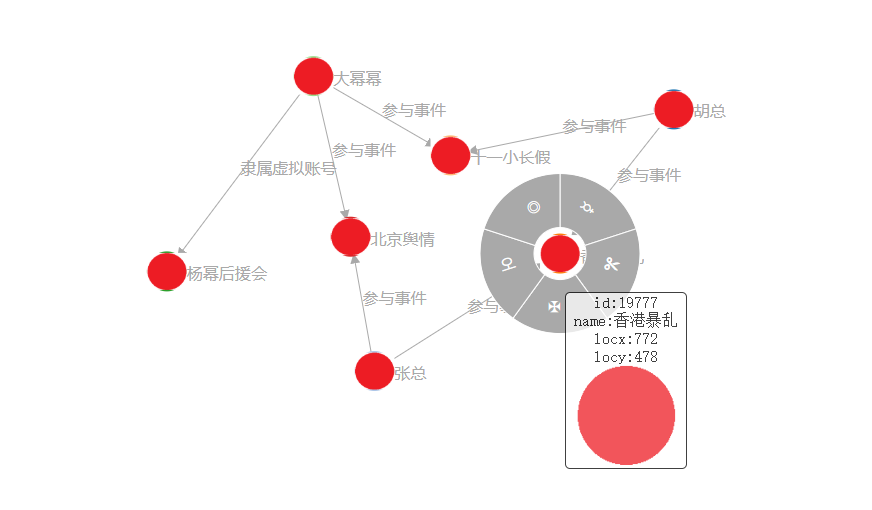 大幂幂
参与事件
胡总
参与事件
参与事件
十一小长假
隶属虚拟账号
参与事件
北京舆情
杨幂后援会
参与事件
参与
id:19777
name:香港暴乱
locx:772
locy:478
张总